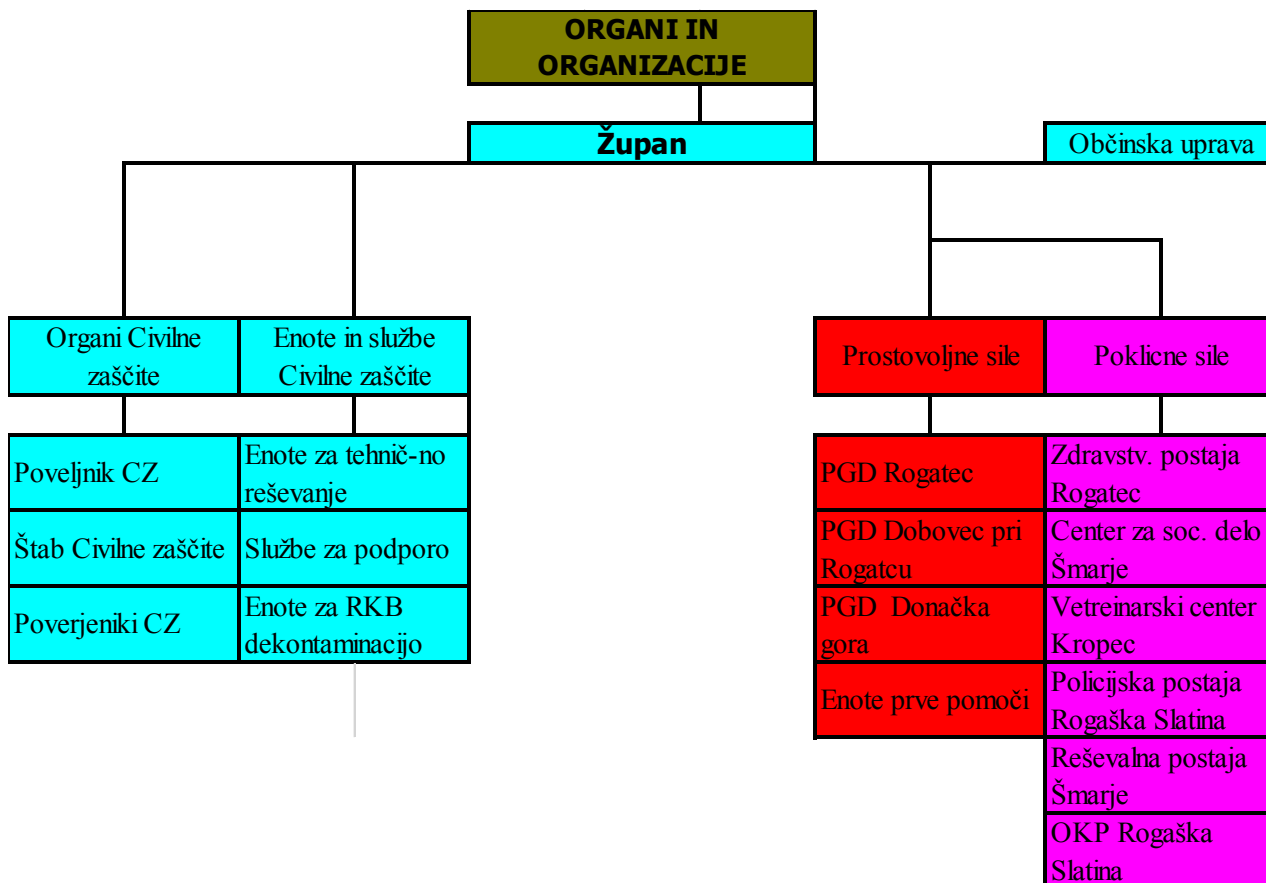 ORGANI IN
ORGANIZACIJE
Župan
Občinska uprava
Organi Civilne
zaščite
Enote in službe
Civilne zaščite
Prostovoljne sile
Poklicne sile
Poveljnik CZ
Enote za tehnič-no
reševanje
PGD Rogatec
Zdravstv. postaja
Rogatec
Štab Civilne zaščite
Službe za podporo
PGD Dobovec pri
Rogatcu
Center za soc. delo
Šmarje
Poverjeniki CZ
Enote za RKB
dekontaminacijo
PGD Donačka
gora
Vetreinarski center
Kropec
Enote prve pomoči
Policijska postaja
Rogaška Slatina
Reševalna postaja
Šmarje
OKP Rogaška
Slatina